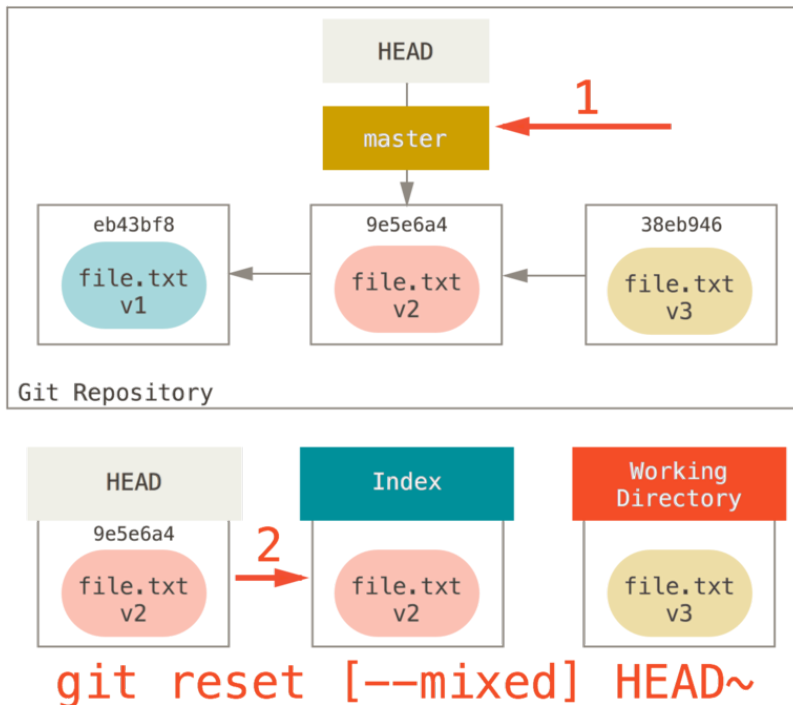 HEAD
1
master
eb43bf8
9e5e6a4
38eb946
file.txt
v1
file.txt
v2
file.txt
v3
Git Repository
HEAD
Index
Working
Directory
9e5e6a4
2
file.txt
v2
file.txt
v2
file.txt
v3
git reset [--mixed] HEAD~